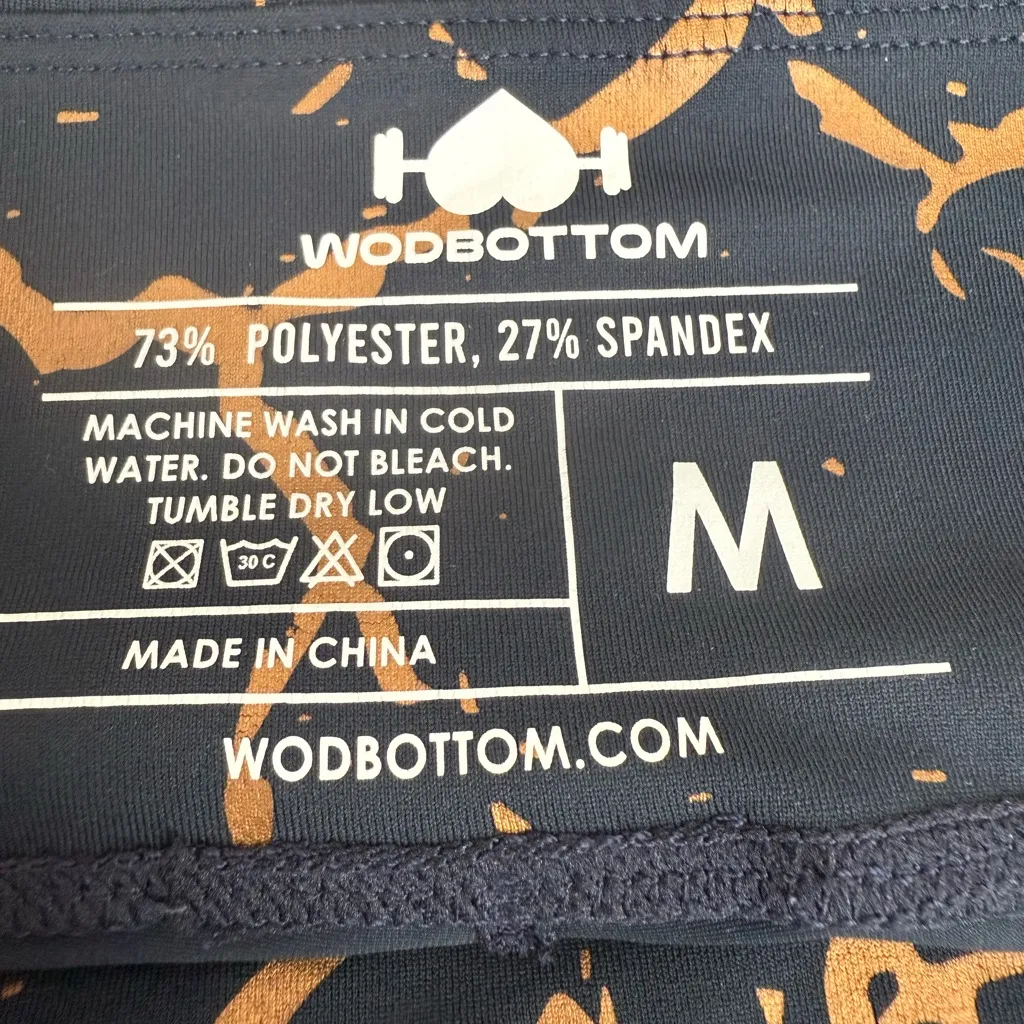 WODBOTTOM
73% POLYESTER, 27% SPANDEX
MACHINE WASH IN COLD
WATER. DO NOT BLEACH.
TUMBLE DRY LOW
30 C
M
MADE IN CHINA
WODBOTTOM.COM